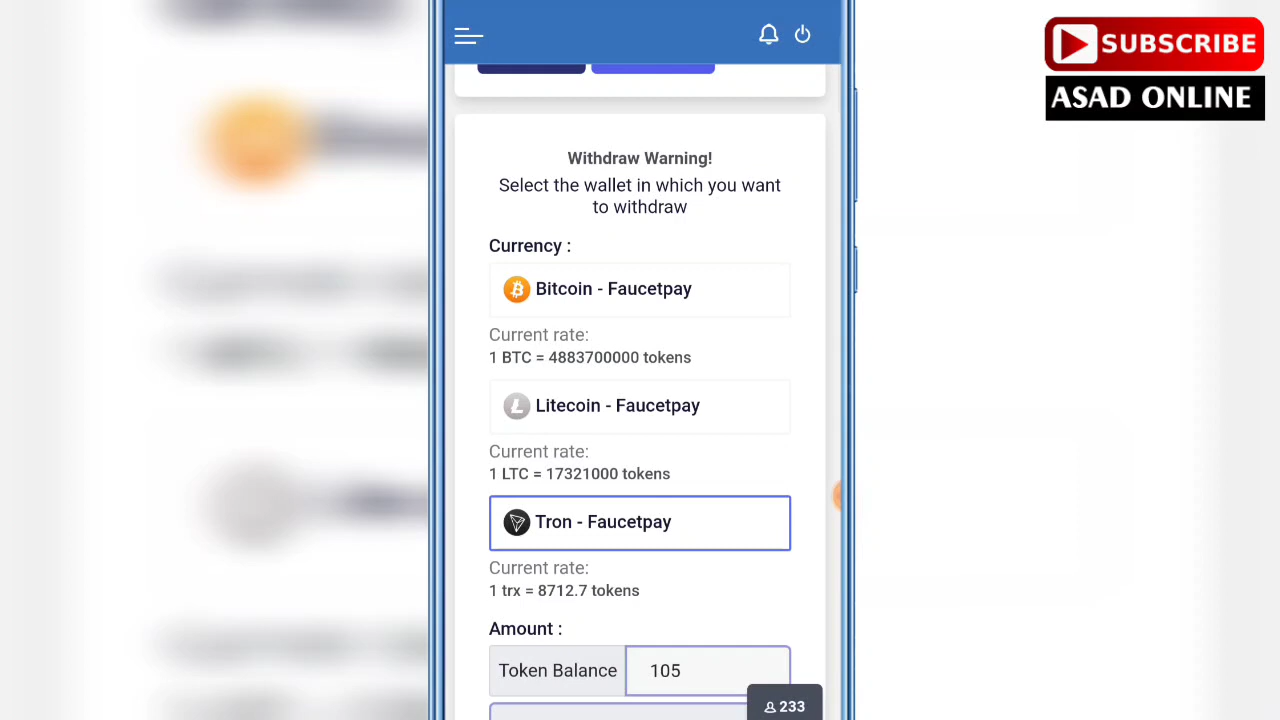 SUBSCRIBE
ASAD ONLINE
Withdraw Warning!
Select the wallet in which you want
to withdraw
Currency :
Bitcoin - Faucetpay
Current rate:
1 BTC = 4883700000 tokens
Litecoin - Faucetpay
Current rate:
1 LTC = 17321000 tokens
Tron - Faucetpay
Current rate:
1 trx = 8712.7 tokens
Amount :
Token Balance 105
233